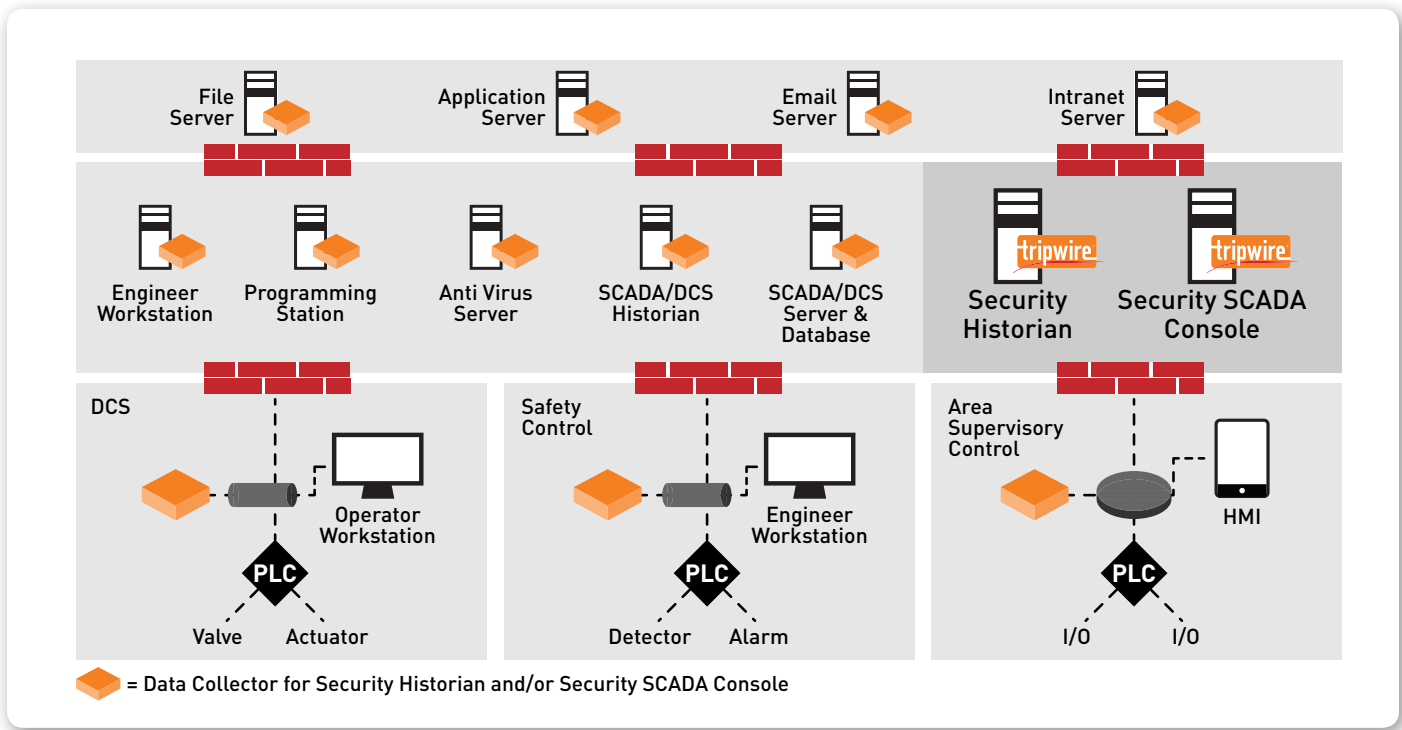 File
Server
Application
Server
Email
Server
Intranet
Server
tripwire
tripwire
Engineer
Workstation
Programming
Station
Anti Virus
Server
SCADA/DCS
Historian
SCADA/DCS
Server &
Database
Security
Historian
Security SCADA
Console
DCS
Operator
Workstation
PLC
Valve
Actuator
Safety
Control
Engineer
Workstation
PLC
Detector
Alarm
Area
Supervisory
Control
HMI
PLC
I/O
I/O
= Data Collector for Security Historian and/or Security SCADA Console